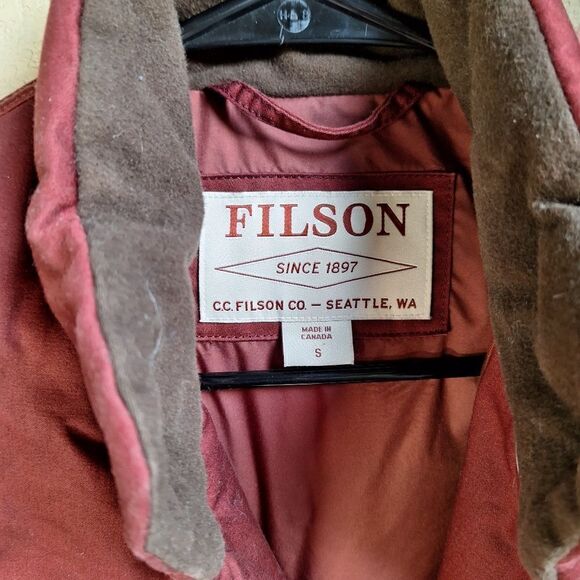 FILSON
SINCE 1897
C.C. FILSON CO. — SEATTLE, WA
MADE IN
CANADA
S